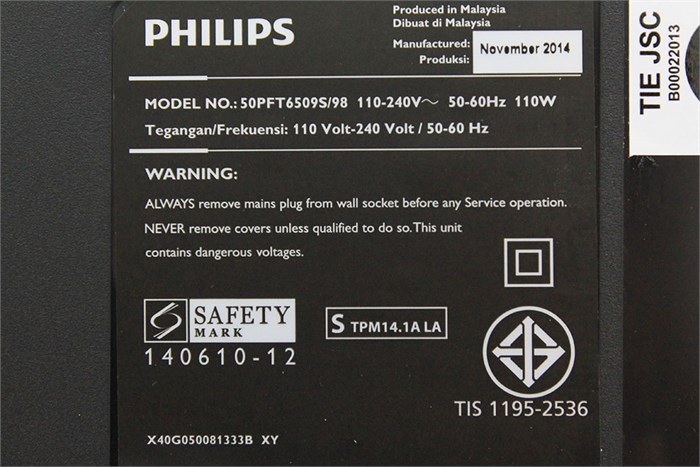 PHILIPS
Produced in Malaysia
Dibuat di Malaysia
Manufactured:
Produksi:
November 2014
MODEL NO.: 50PFT6509S/98 110-240V～ 50-60Hz 110W
Tegangan/Frekuensi: 110 Volt-240 Volt / 50-60 Hz
WARNING:
ALWAYS remove mains plug from wall socket before any Service operation.
NEVER remove covers unless qualified to do so. This unit
contains dangerous voltages.
S SAFETY
MARK
140610-12
S TPM14.1A LA
TIS 1195-2536
X40G050081333B XY
TIE JSC
B00022013